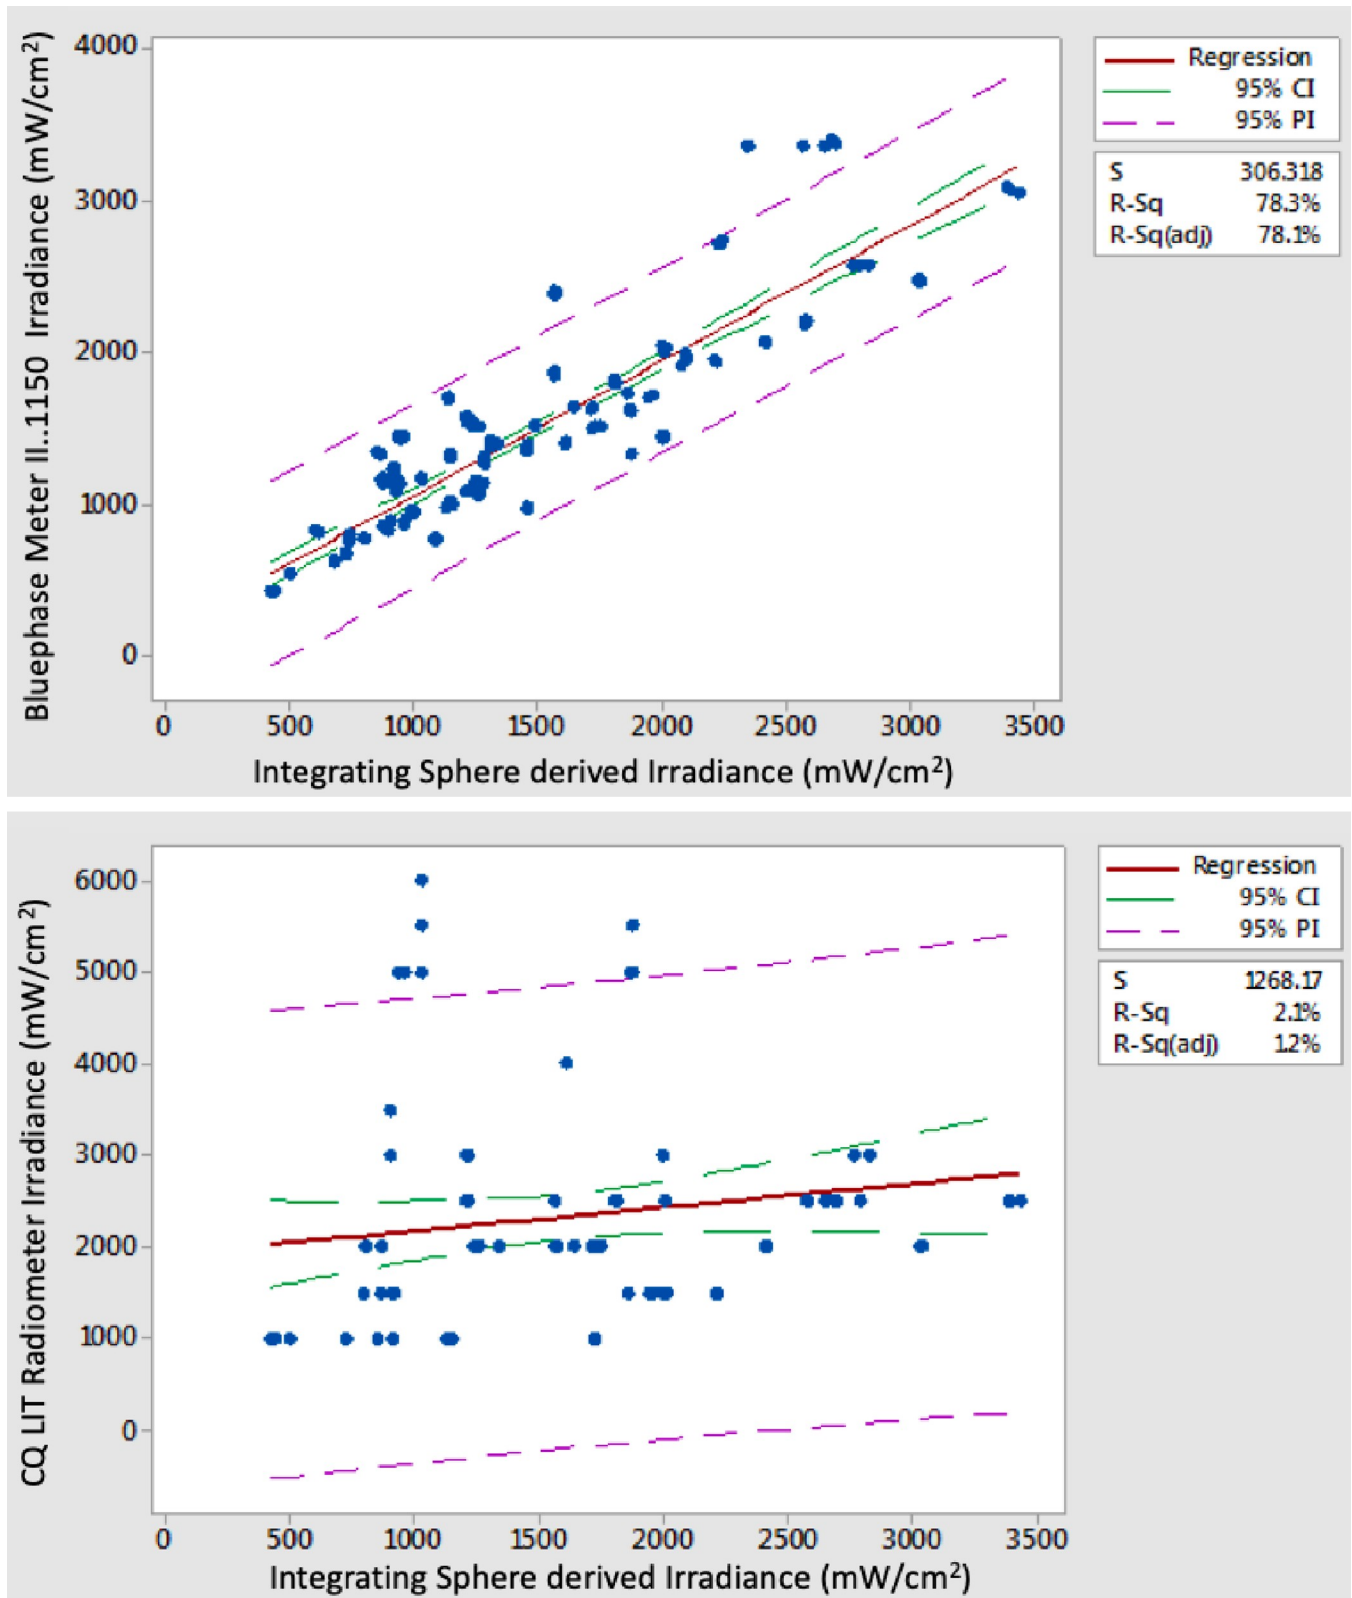 Bluephase Meter II..1150 Irradiance (mW/cm²)
4000
3000
2000
1000
0
0 500 1000 1500 2000 2500 3000 3500
Integrating Sphere derived Irradiance (mW/cm²)
Regression
95% CI
95% PI
S 306.318
R-Sq 78.3%
R-Sq(adj) 78.1%
CQ LIT Radiometer Irradiance (mW/cm²)
6000
5000
4000
3000
2000
1000
0
0 500 1000 1500 2000 2500 3000 3500
Integrating Sphere derived Irradiance (mW/cm²)
Regression
95% CI
95% PI
S 1268.17
R-Sq 2.1%
R-Sq(adj) 1.2%